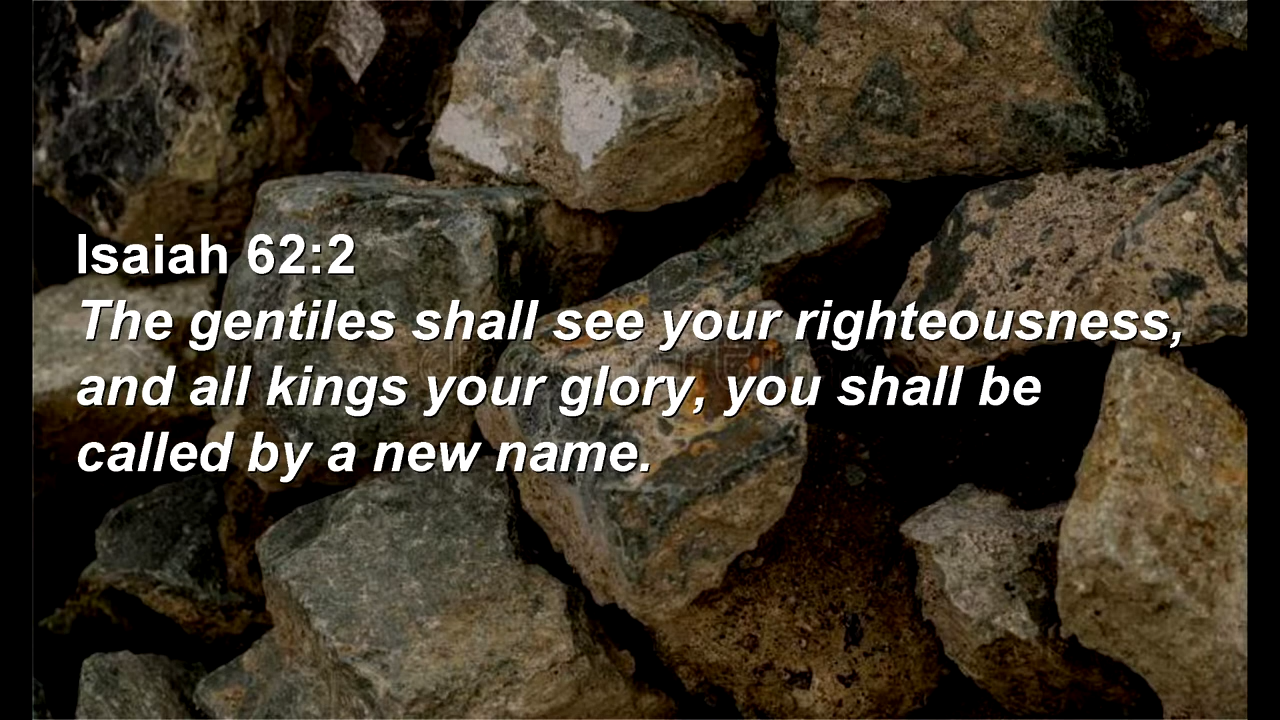 Isaiah 62:2
The gentiles shall see your righteousness,
and all kings your glory, you shall be
called by a new name.